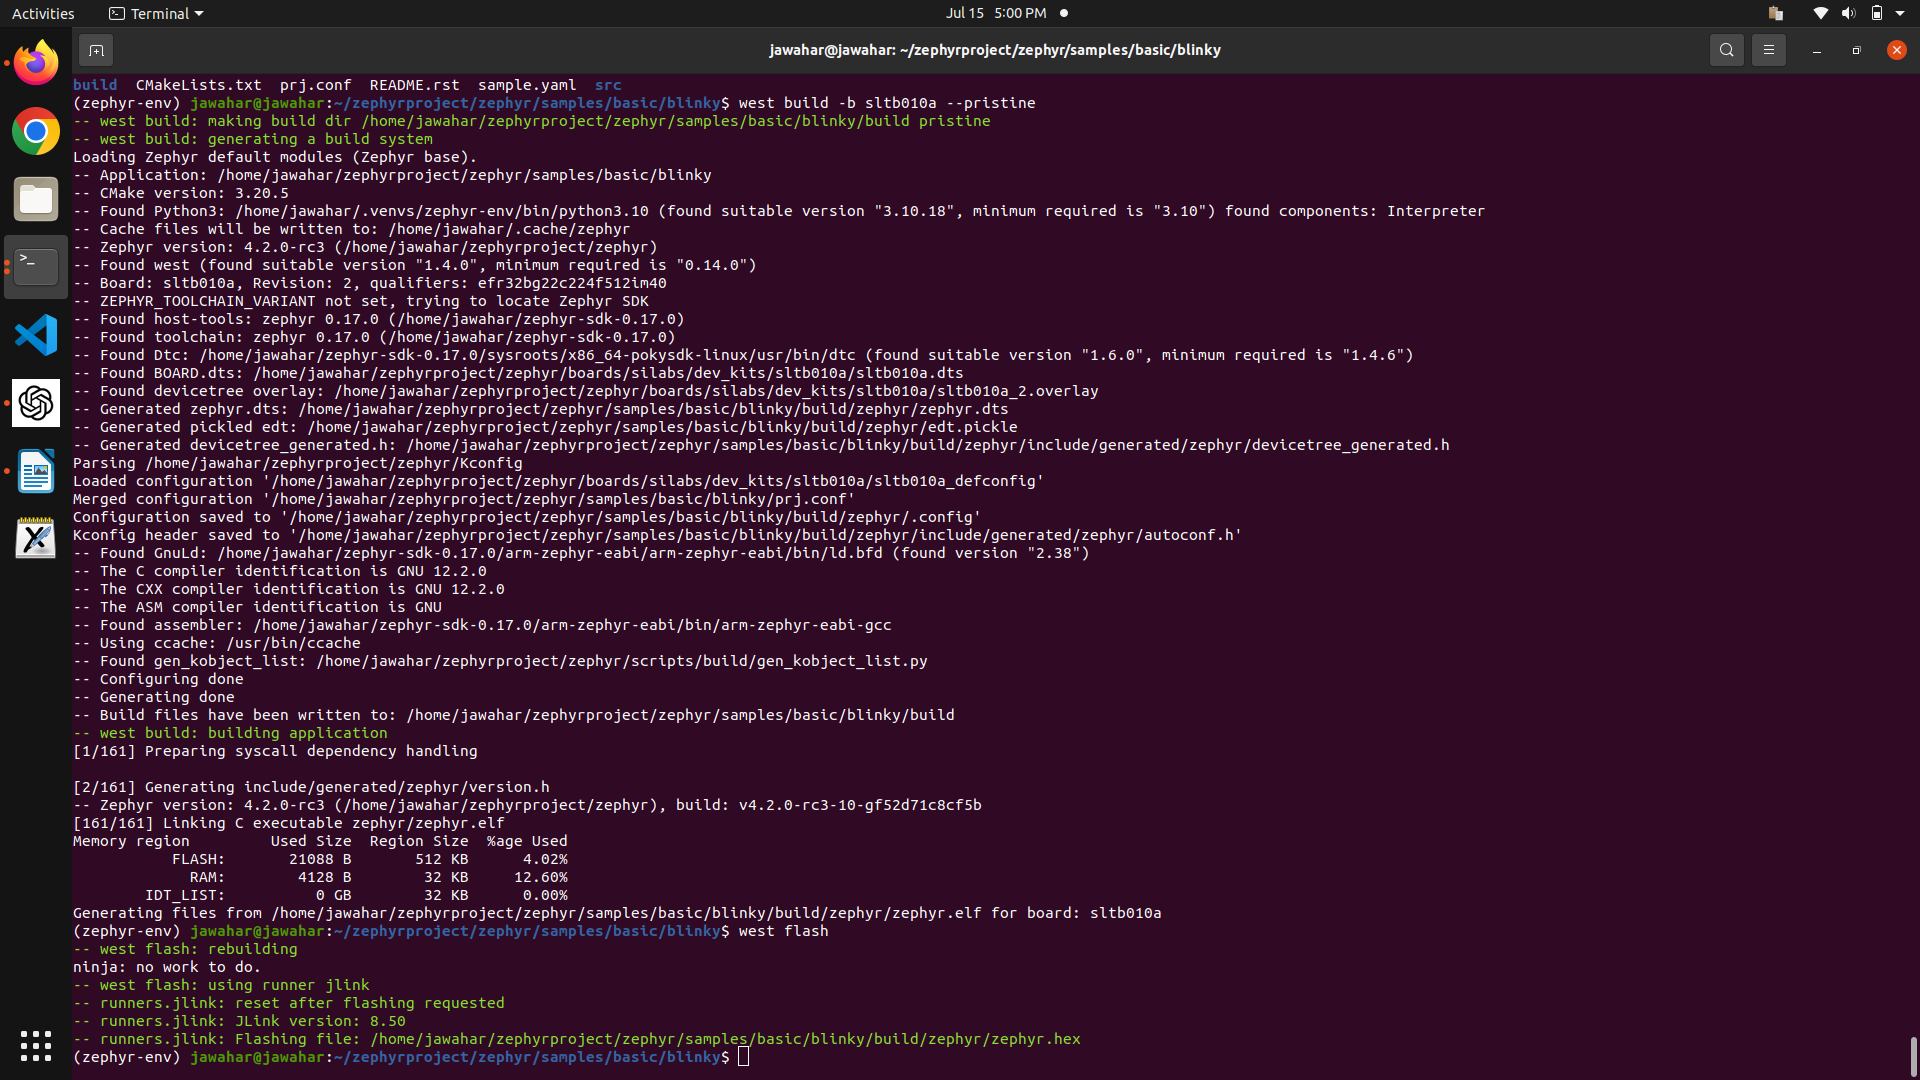 Activities
Terminal
Jul 15 5:00 PM
jawahar@jawahar: ~/zephyrproject/zephyr/samples/basic/blinky
build CMakeLists.txt prj.conf README.rst sample.yaml src
(zephyr-env) jawahar@jawahar:~/zephyrproject/zephyr/samples/basic/blinky$ west build -b sltb010a --pristine
-- west build: making build dir /home/jawahar/zephyrproject/zephyr/samples/basic/blinky/build pristine
-- west build: generating a build system
Loading Zephyr default modules (Zephyr base).
-- Application: /home/jawahar/zephyrproject/zephyr/samples/basic/blinky
-- CMake version: 3.20.5
-- Found Python3: /home/jawahar/.venvs/zephyr-env/bin/python3.10 (found suitable version "3.10.18", minimum required is "3.10") found components: Interpreter
-- Cache files will be written to: /home/jawahar/.cache/zephyr
-- Zephyr version: 4.2.0-rc3 (/home/jawahar/zephyrproject/zephyr)
-- Found west (found suitable version "1.4.0", minimum required is "0.14.0")
-- Board: sltb010a, Revision: 2, qualifiers: efr32bg22c224f512im40
-- ZEPHYR_TOOLCHAIN_VARIANT not set, trying to locate Zephyr SDK
-- Found host-tools: zephyr 0.17.0 (/home/jawahar/zephyr-sdk-0.17.0)
-- Found toolchain: zephyr 0.17.0 (/home/jawahar/zephyr-sdk-0.17.0)
-- Found Dtc: /home/jawahar/zephyr-sdk-0.17.0/sysroots/x86_64-pokysdk-linux/usr/bin/dtc (found suitable version "1.6.0", minimum required is "1.4.6")
-- Found BOARD.dts: /home/jawahar/zephyrproject/zephyr/boards/silabs/dev_kits/sltb010a/sltb010a.dts
-- Found devicetree overlay: /home/jawahar/zephyrproject/zephyr/boards/silabs/dev_kits/sltb010a/sltb010a_2.overlay
-- Generated zephyr.dts: /home/jawahar/zephyrproject/zephyr/samples/basic/blinky/build/zephyr/zephyr.dts
-- Generated pickled edt: /home/jawahar/zephyrproject/zephyr/samples/basic/blinky/build/zephyr/edt.pickle
-- Generated devicetree_generated.h: /home/jawahar/zephyrproject/zephyr/samples/basic/blinky/build/zephyr/include/generated/zephyr/devicetree_generated.h
Parsing /home/jawahar/zephyrproject/zephyr/Kconfig
Loaded configuration '/home/jawahar/zephyrproject/zephyr/boards/silabs/dev_kits/sltb010a/sltb010a_defconfig'
Merged configuration '/home/jawahar/zephyrproject/zephyr/samples/basic/blinky/prj.conf'
Configuration saved to '/home/jawahar/zephyrproject/zephyr/samples/basic/blinky/build/zephyr/.config'
Kconfig header saved to '/home/jawahar/zephyrproject/zephyr/samples/basic/blinky/build/zephyr/include/generated/zephyr/autoconf.h'
-- Found GnuLd: /home/jawahar/zephyr-sdk-0.17.0/arm-zephyr-eabi/arm-zephyr-eabi/bin/ld.bfd (found version "2.38")
-- The C compiler identification is GNU 12.2.0
-- The CXX compiler identification is GNU 12.2.0
-- The ASM compiler identification is GNU
-- Found assembler: /home/jawahar/zephyr-sdk-0.17.0/arm-zephyr-eabi/bin/arm-zephyr-eabi-gcc
-- Using ccache: /usr/bin/ccache
-- Found gen_kobject_list: /home/jawahar/zephyrproject/zephyr/scripts/build/gen_kobject_list.py
-- Configuring done
-- Generating done
-- Build files have been written to: /home/jawahar/zephyrproject/zephyr/samples/basic/blinky/build
-- west build: building application
[1/161] Preparing syscall dependency handling
[2/161] Generating include/generated/zephyr/version.h
-- Zephyr version: 4.2.0-rc3 (/home/jawahar/zephyrproject/zephyr), build: v4.2.0-rc3-10-gf52d71c8cf5b
[161/161] Linking C executable zephyr/zephyr.elf
Memory region Used Size Region Size %age Used
FLASH: 21088 B 512 KB 4.02%
RAM: 4128 B 32 KB 12.60%
IDT_LIST: 0 GB 32 KB 0.00%
Generating files from /home/jawahar/zephyrproject/zephyr/samples/basic/blinky/build/zephyr/zephyr.elf for board: sltb010a
(zephyr-env) jawahar@jawahar:~/zephyrproject/zephyr/samples/basic/blinky$ west flash
-- west flash: rebuilding
ninja: no work to do.
-- west flash: using runner jlink
-- runners.jlink: reset after flashing requested
-- runners.jlink: JLink version: 8.50
-- runners.jlink: Flashing file: /home/jawahar/zephyrproject/zephyr/samples/basic/blinky/build/zephyr/zephyr.hex
(zephyr-env) jawahar@jawahar:~/zephyrproject/zephyr/samples/basic/blinky$